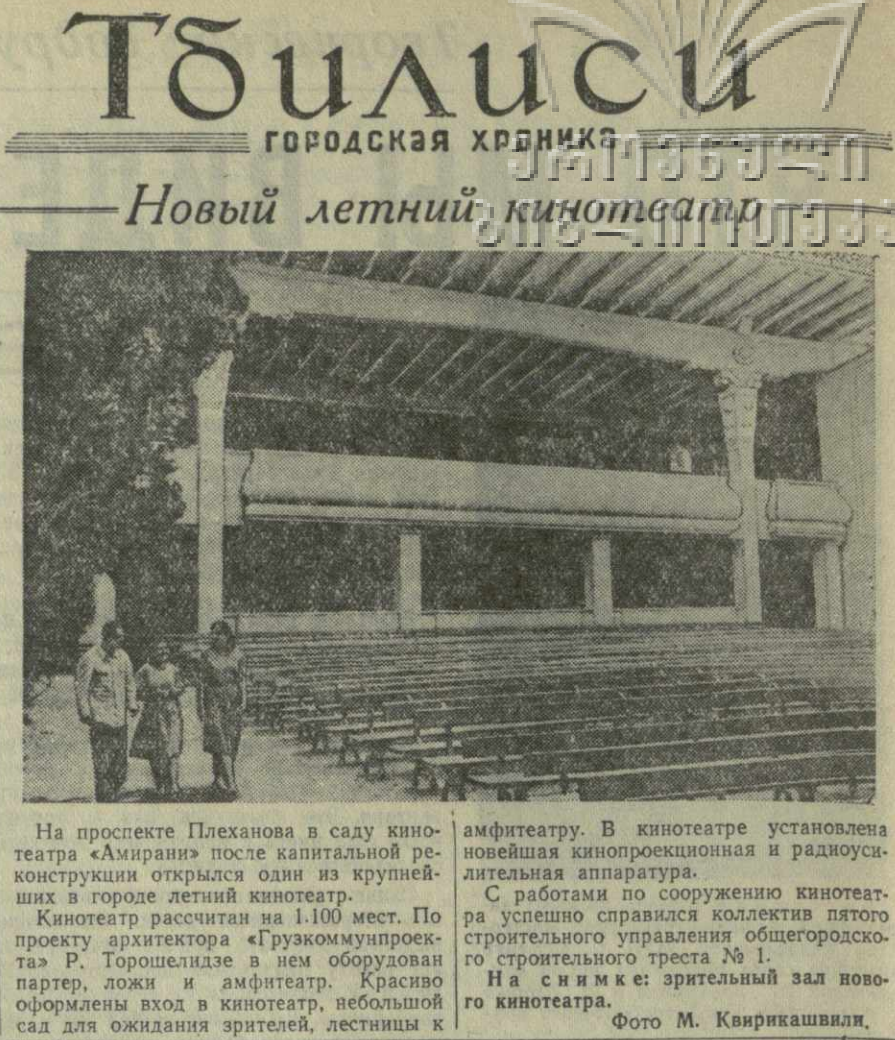 Тбилиси
ГОРОДСКАЯ ХРОНИКА
Новый летний кинотеатр
На проспекте Плеханова в саду кино-
театра «Амирани» после капитальной ре-
конструкции открылся один из крупней-
ших в городе летний кинотеатр.
Кинотеатр рассчитан на 1.100 мест. По
проекту архитектора «Грузкоммунпроек-
та» Р. Торошелидзе в нем оборудован
партер, ложи и амфитеатр. Красиво
оформлены вход в кинотеатр, небольшой
сад для ожидания зрителей, лестницы к
амфитеатру. В кинотеатре установлена
новейшая кинопроекционная и радиоуси-
лительная аппаратура.
С работами по сооружению кинотеат-
ра успешно справился коллектив пятого
строительного управления общегородско-
го строительного треста № 1.
На снимке: зрительный зал ново-
го кинотеатра.
Фото М. Квирикашвили.